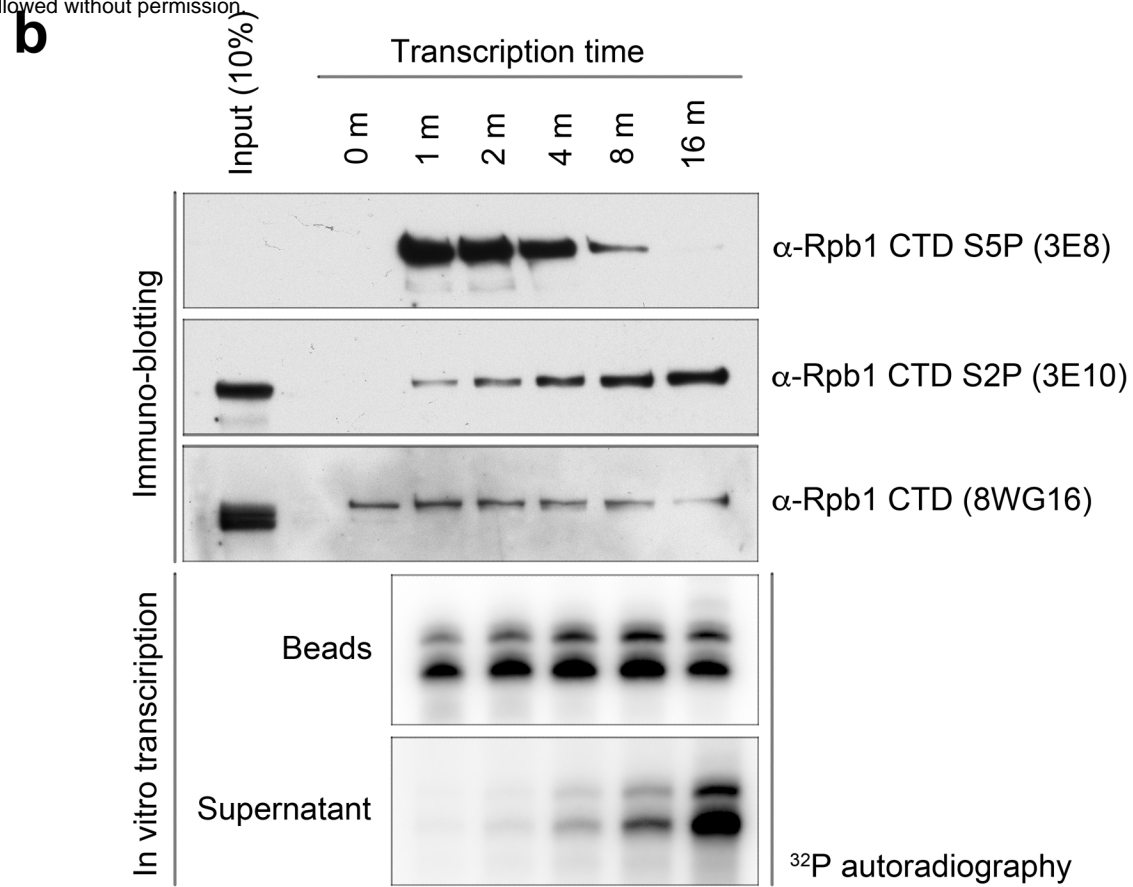 llowed without permission.
b
Transcription time
Input (10%)
0 m
1 m
2 m
4 m
8 m
16 m
Immuno-blotting
α-Rpb1 CTD S5P (3E8)
α-Rpb1 CTD S2P (3E10)
α-Rpb1 CTD (8WG16)
In vitro transciription
Beads
Supernatant
³²P autoradiography